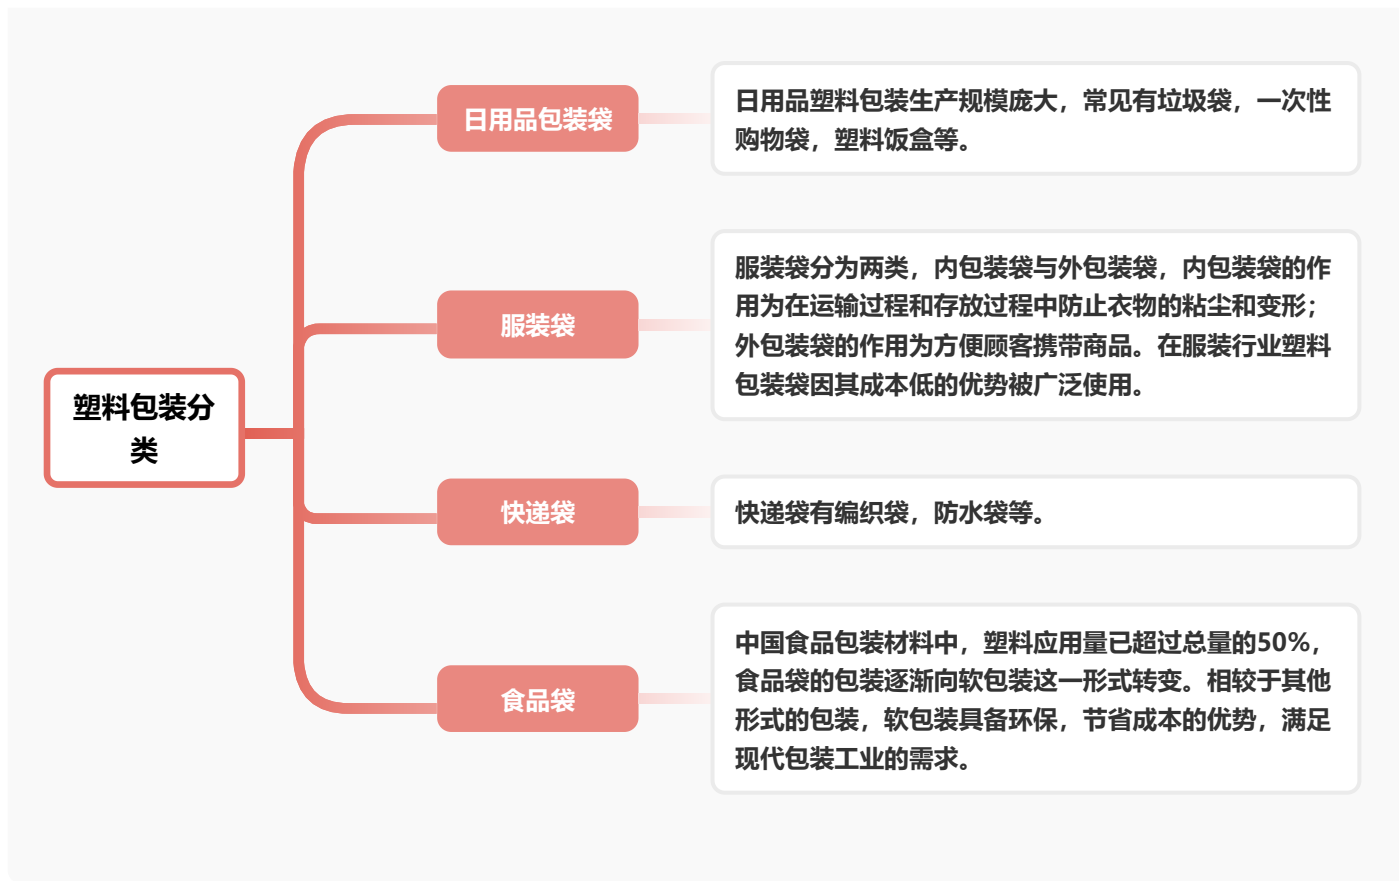 塑料包装分
类
日用品包装袋
日用品塑料包装生产规模庞大，常见有垃圾袋，一次性
购物袋，塑料饭盒等。
服装袋
服装袋分为两类，内包装袋与外包装袋，内包装袋的作
用为在运输过程和存放过程中防止衣物的粘尘和变形；
外包装袋的作用为方便顾客携带商品。在服装行业塑料
包装袋因其成本低的优势被广泛使用。
快递袋
快递袋有编织袋，防水袋等。
食品袋
中国食品包装材料中，塑料应用量已超过总量的50%，
食品袋的包装逐渐向软包装这一形式转变。相较于其他
形式的包装，软包装具备环保，节省成本的优势，满足
现代包装工业的需求。